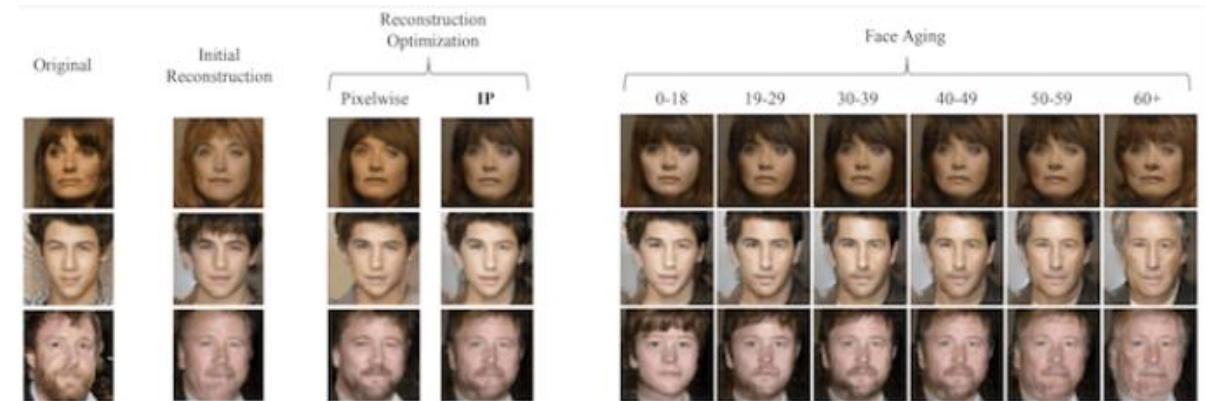 Original
Initial
Reconstruction
Reconstruction
Optimization
Pixelwise
IP
Face Aging
0-18
19-29
30-39
40-49
50-59
60+